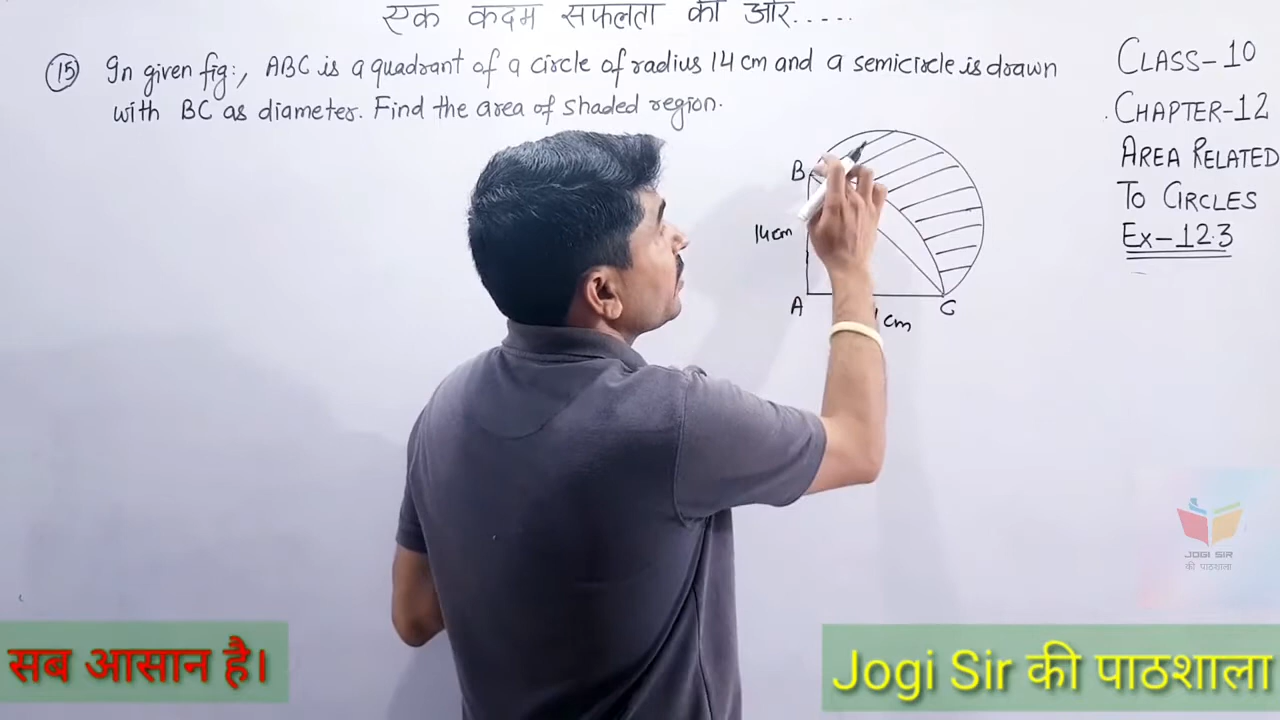 एक कदम सफलता की ओर.....
(15) In given fig:, ABC is a quadrant of a circle of radius 14 cm and a semicircle is drawn
with BC as diameter. Find the area of shaded region.
CLASS-10
CHAPTER-12
AREA RELATED
TO CIRCLES
Ex-12.3
B
14cm
A
cm
C
JOGI SIR
की पाठशाला
सब आसान है।
Jogi Sir की पाठशाला